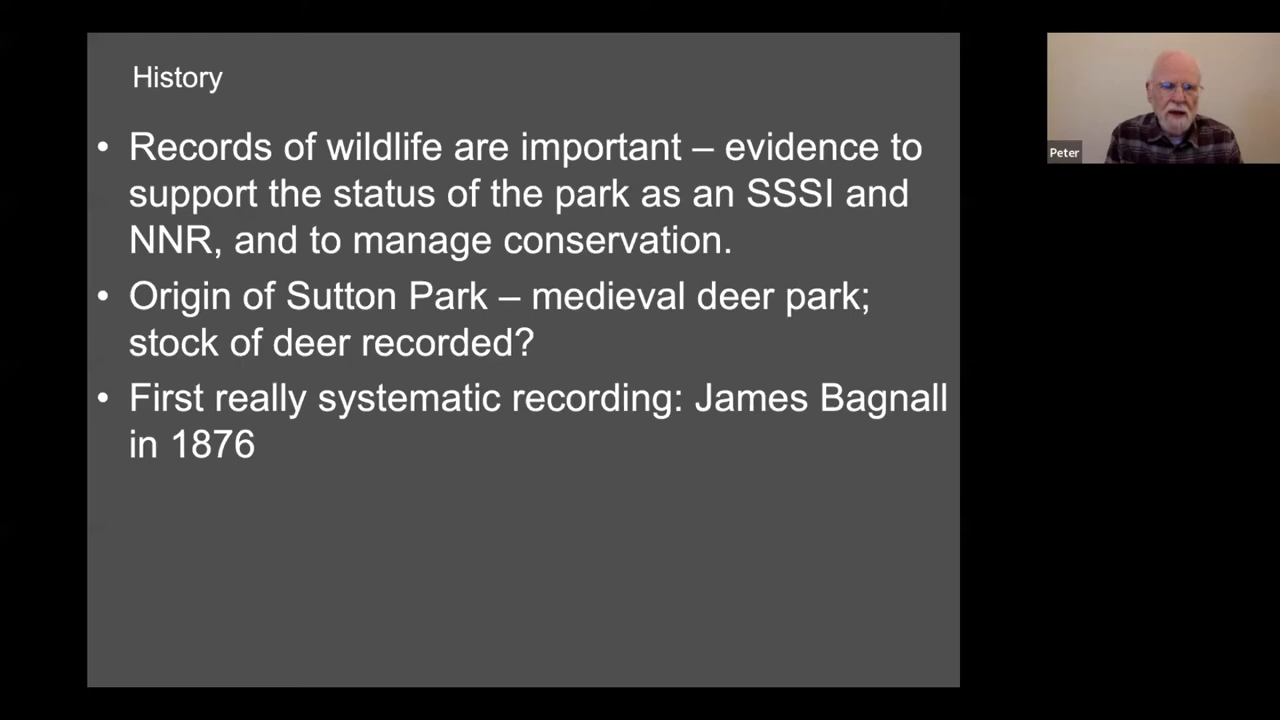 History
• Records of wildlife are important – evidence to
support the status of the park as an SSSI and
NNR, and to manage conservation.
• Origin of Sutton Park – medieval deer park;
stock of deer recorded?
• First really systematic recording: James Bagnall
in 1876
Peter